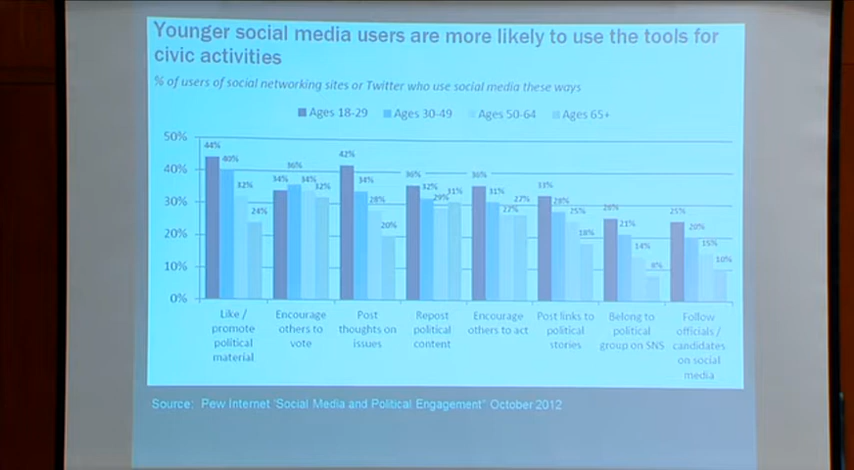 Younger social media users are more likely to use the tools for
civic activities
% of users of social networking sites or Twitter who use social media these ways
Ages 18-29 Ages 30-49 Ages 50-64 Ages 65+
50%
40%
30%
20%
10%
0%
44% 40% 32% 24%
34% 36% 34% 32%
42% 34% 28% 20%
36% 32% 29% 31%
36% 31% 27% 27%
33% 28% 25% 18%
26% 21% 14% 8%
25% 20% 15% 10%
Like /
promote
political
material
Encourage
others to
vote
Post
thoughts on
issues
Repost
political
content
Encourage
others to act
Post links to
political
stories
Belong to
political
group on SNS
Follow
officials /
candidates
on social
media
Source: Pew Internet "Social Media and Political Engagement" October 2012